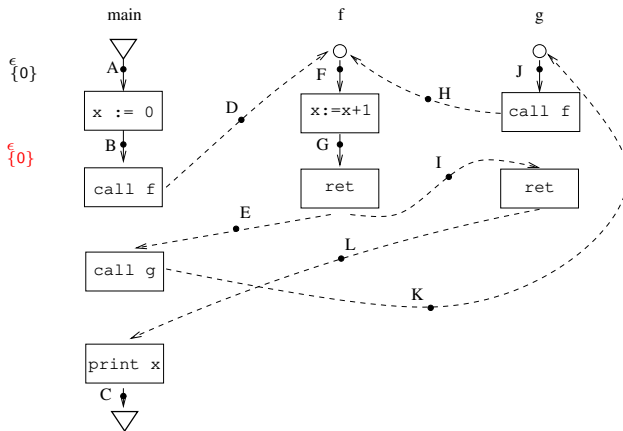 main f g
ϵ
{0}
A
F
J
x := 0
D
x:=x+1
H
call f
B
G
ϵ
{0}
call f
ret
I
ret
E
call g
L
K
print x
C